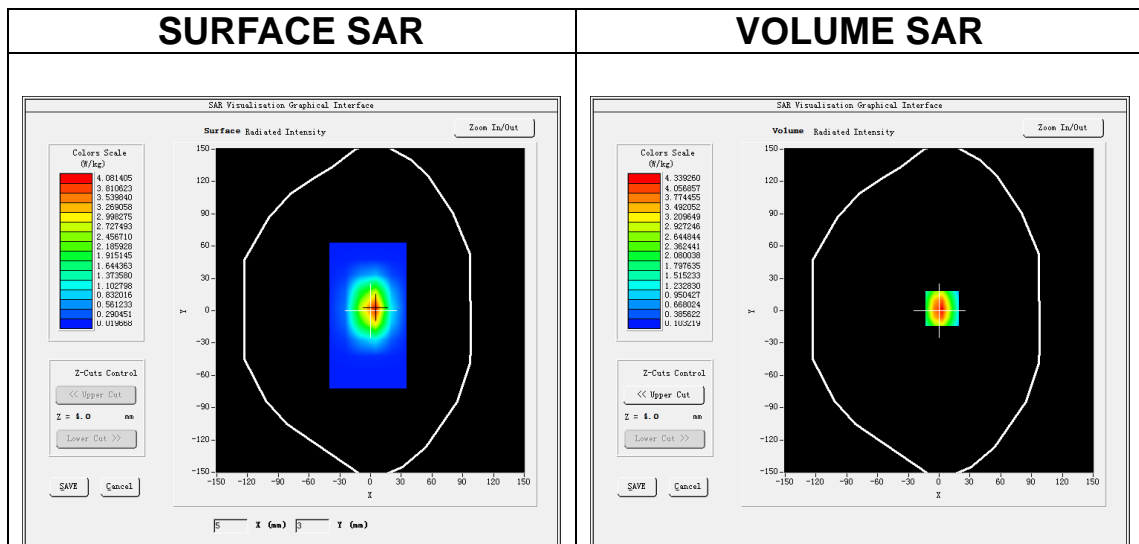 SURFACE SAR
SAR Visualisation Graphical Interface
Surface Radiated Intensity
Zoom In/Out
Colors Scale
(W/kg)
4.081405
3.810623
3.539840
3.269058
2.998275
2.727493
2.456710
2.185928
1.915145
1.644363
1.373580
1.102798
0.832016
0.561233
0.290451
0.019668
150
120
90
60
30
0
-30
-60
-90
-120
-150
Y
-150 -120 -90 -60 -30 0 30 60 90 120 150
X
Z-Cuts Control
<< Upper Cut
Z = 4.0 mm
Lower Cut >>
SAVE Cancel
5 X (mm) 3 Y (mm)
VOLUME SAR
SAR Visualisation Graphical Interface
Volume Radiated Intensity
Zoom In/Out
Colors Scale
(W/kg)
4.339260
4.056857
3.774455
3.492052
3.209649
2.927246
2.644844
2.362441
2.080038
1.797635
1.515233
1.232830
0.950427
0.668024
0.385622
0.103219
150
120
90
60
30
0
-30
-60
-90
-120
-150
Y
-150 -120 -90 -60 -30 0 30 60 90 120 150
X
Z-Cuts Control
<< Upper Cut
Z = 4.0 mm
Lower Cut >>
SAVE Cancel